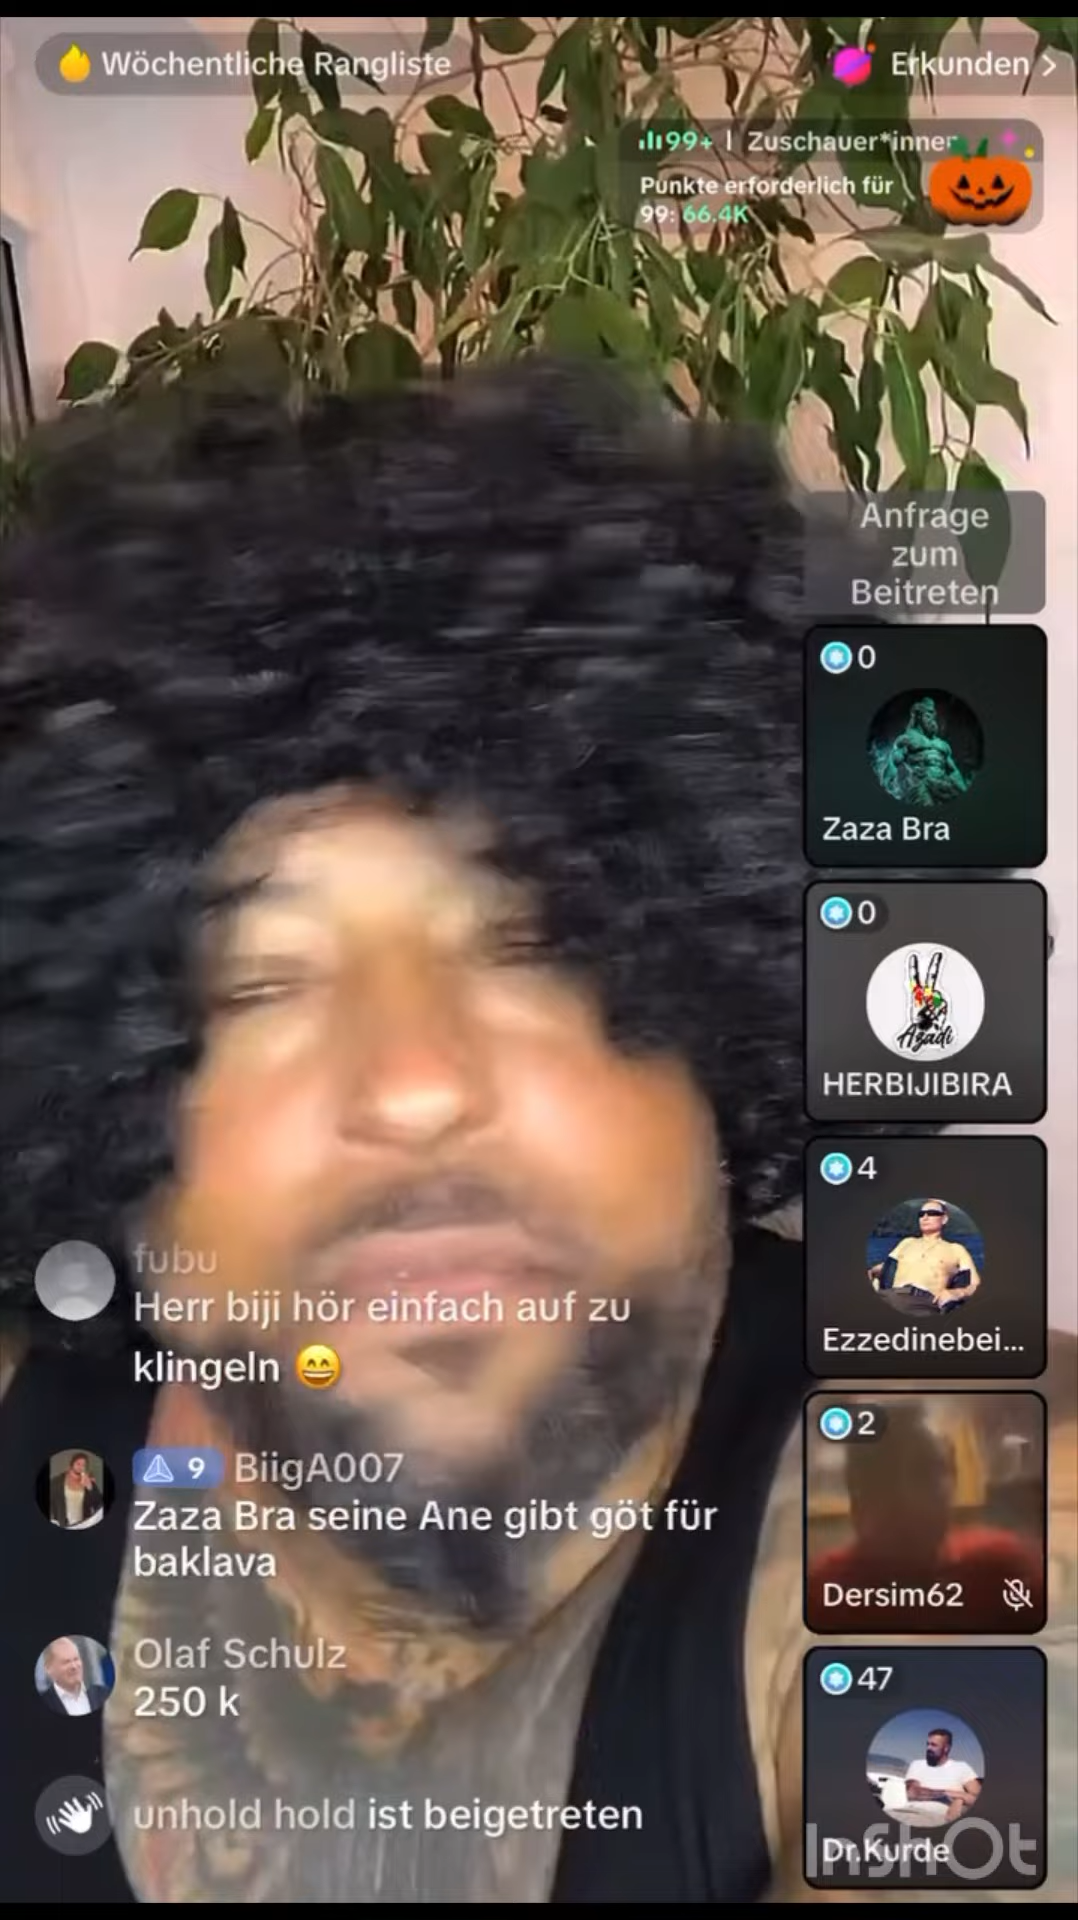 Wöchentliche Rangliste
Erkunden >
99+ | Zuschauer*innen
Punkte erforderlich für
99: 66.4K
Anfrage
zum
Beitreten
0
Zaza Bra
0
Azadi
HERBIJIBIRA
4
Ezzedinebei...
2
Dersim62
47
Dr.Kurde
fubu
Herr biji hör einfach auf zu
klingeln 😄
9 BiigA007
Zaza Bra seine Ane gibt göt für
baklava
Olaf Schulz
250 k
unhold hold ist beigetreten
InShOt